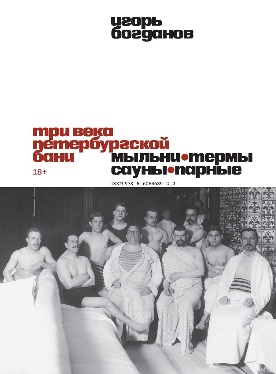 игорь
богданов
три века
петербургской
бани
мыльни•термы
18+
сауны•парные